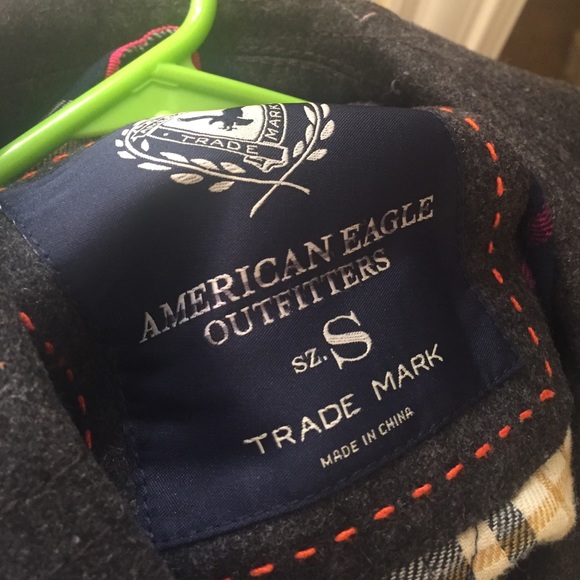 TRADE MARK
AMERICAN EAGLE
OUTFITTERS
SZ. S
TRADE MARK
MADE IN CHINA